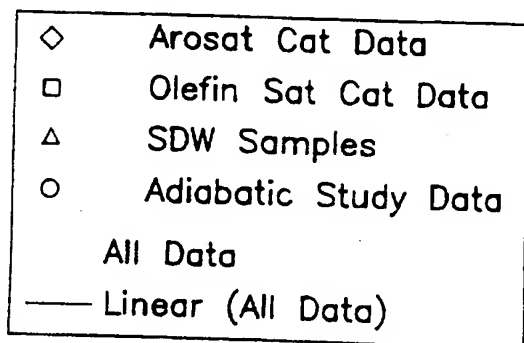 Arosat Cat Data
Olefin Sat Cat Data
SDW Samples
Adiabatic Study Data
All Data
Linear (All Data)